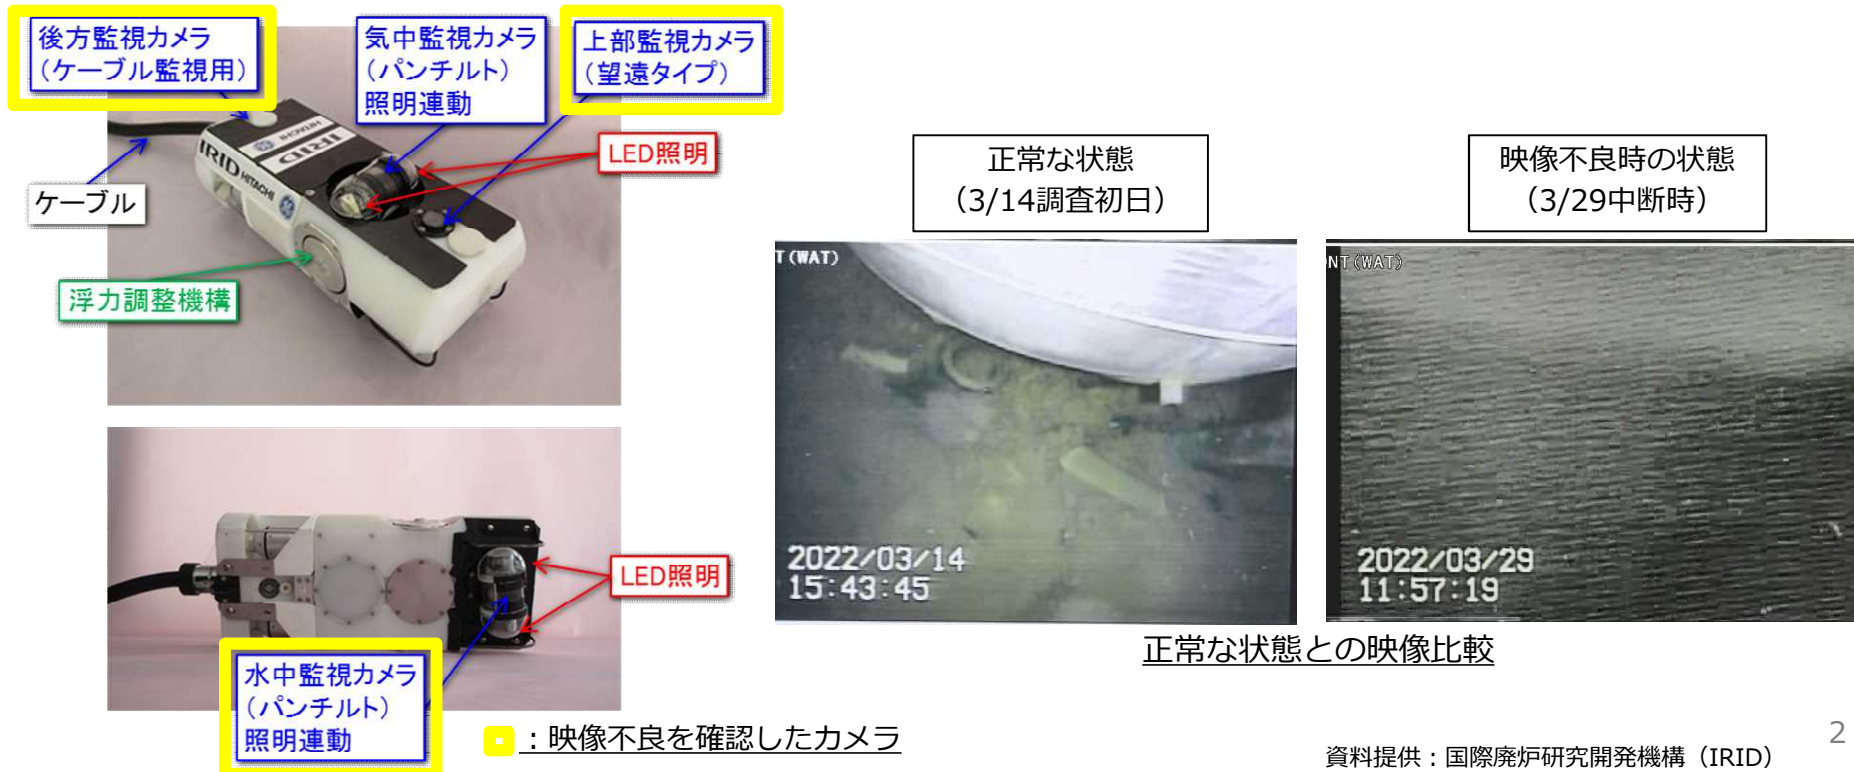 後方監視カメラ
（ケーブル監視用）
気中監視カメラ
（パンチルト）
照明連動
上部監視カメラ
（望遠タイプ）
LED照明
ケーブル
浮力調整機構
IRID
HITACHI
IRID
HITACHI
LED照明
水中監視カメラ
（パンチルト）
照明連動
：映像不良を確認したカメラ
正常な状態
（3/14調査初日）
映像不良時の状態
（3/29中断時）
T(WAT)
2022/03/14
15:43:45
NT(WAT)
2022/03/29
11:57:19
正常な状態との映像比較
資料提供：国際廃炉研究開発機構（IRID）
2